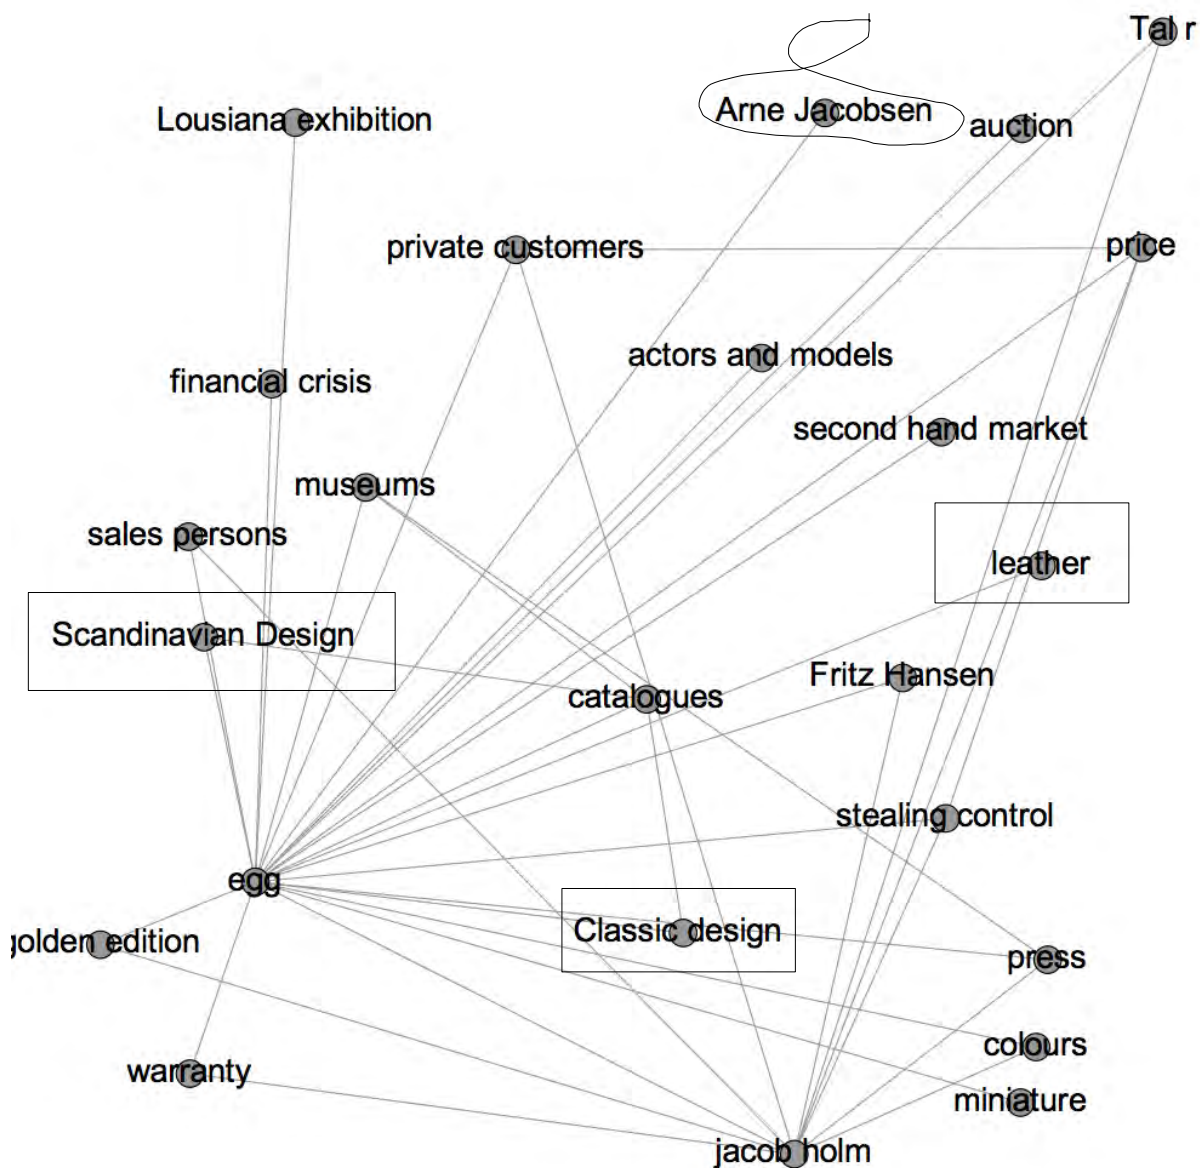 Tal r
Lousiana exhibition
Arne Jacobsen
auction
private customers
price
actors and models
financial crisis
second hand market
museums
sales persons
leather
Scandinavian Design
Fritz Hansen
catalogues
stealing control
egg
Classic design
golden edition
press
colours
warranty
miniature
jacob holm